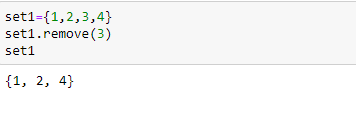 set1={1,2,3,4}
set1.remove(3)
set1
{1, 2, 4}